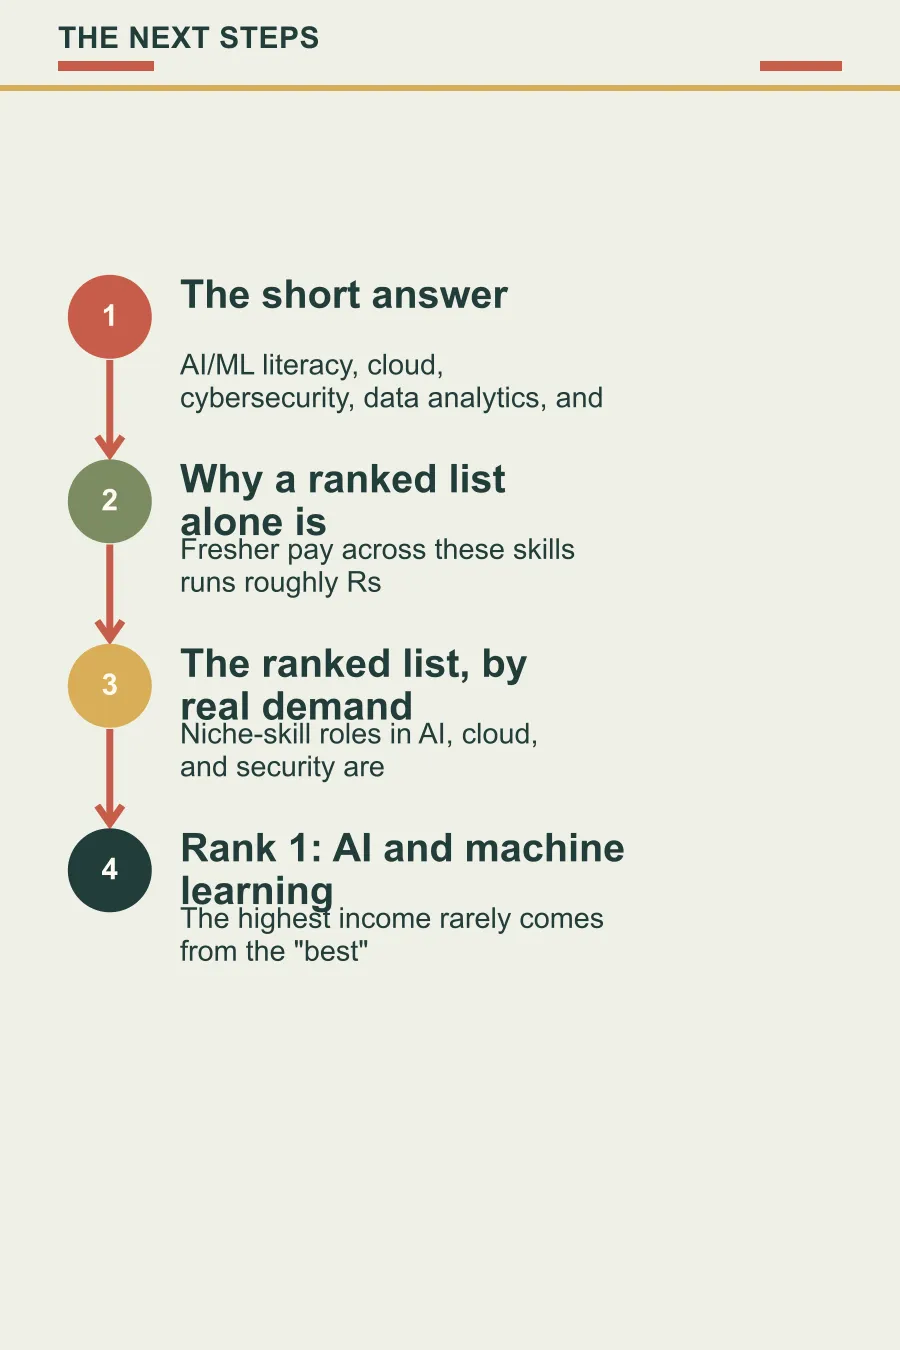 THE NEXT STEPS
1
The short answer
AI/ML literacy, cloud,
cybersecurity, data analytics, and
2
Why a ranked list
alone is
Fresher pay across these skills
runs roughly Rs
3
The ranked list, by
real demand
Niche-skill roles in AI, cloud,
and security are
4
Rank 1: AI and machine
learning
The highest income rarely comes
from the "best"